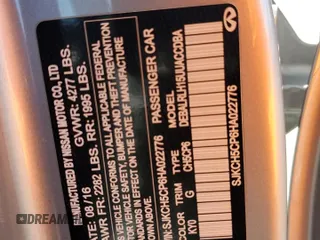 MANUFACTURED BY NISSAN MOTOR CO., LTD
DATE: 08/16 GVWR: 4277 LBS.
GAWR FR: 2282 LBS. RR: 1995 LBS.
THIS VEHICLE CONFORMS TO ALL APPLICABLE FEDERAL
MOTOR VEHICLE SAFETY, BUMPER AND THEFT PREVENTION
STANDARDS IN EFFECT ON THE DATE OF MANUFACTURE
SHOWN ABOVE.
VIN:SJKCH5CP8HA022776 PASSENGER CAR
COLOR TRIM TYPE
KY0 G CH5CP8
SJKCH5CP8HA022776
DREAM